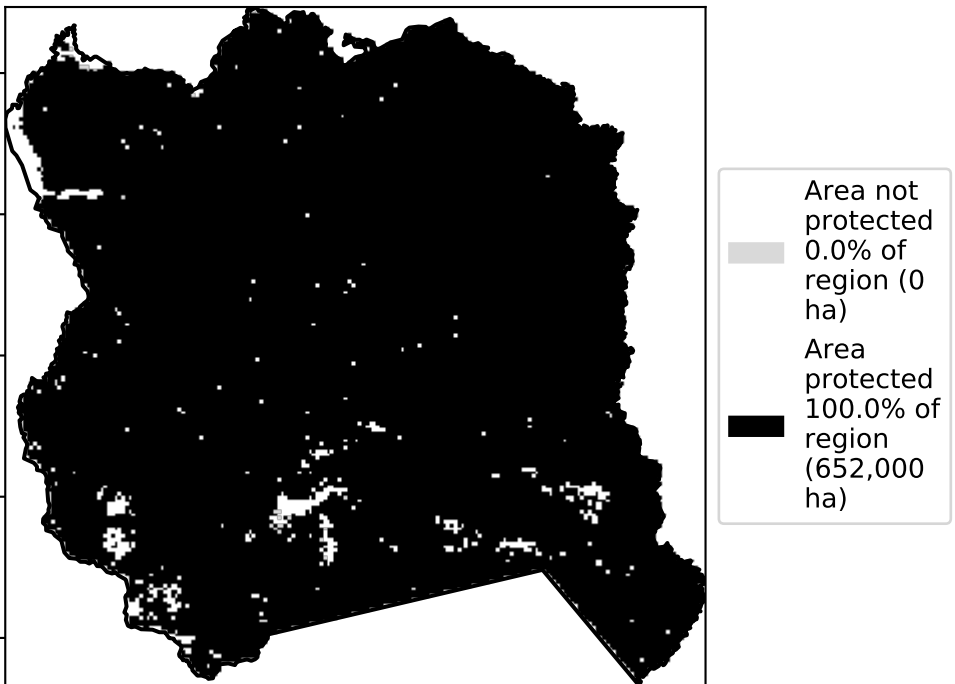 Area not
protected
0.0% of
region (0
ha)
Area
protected
100.0% of
region
(652,000
ha)